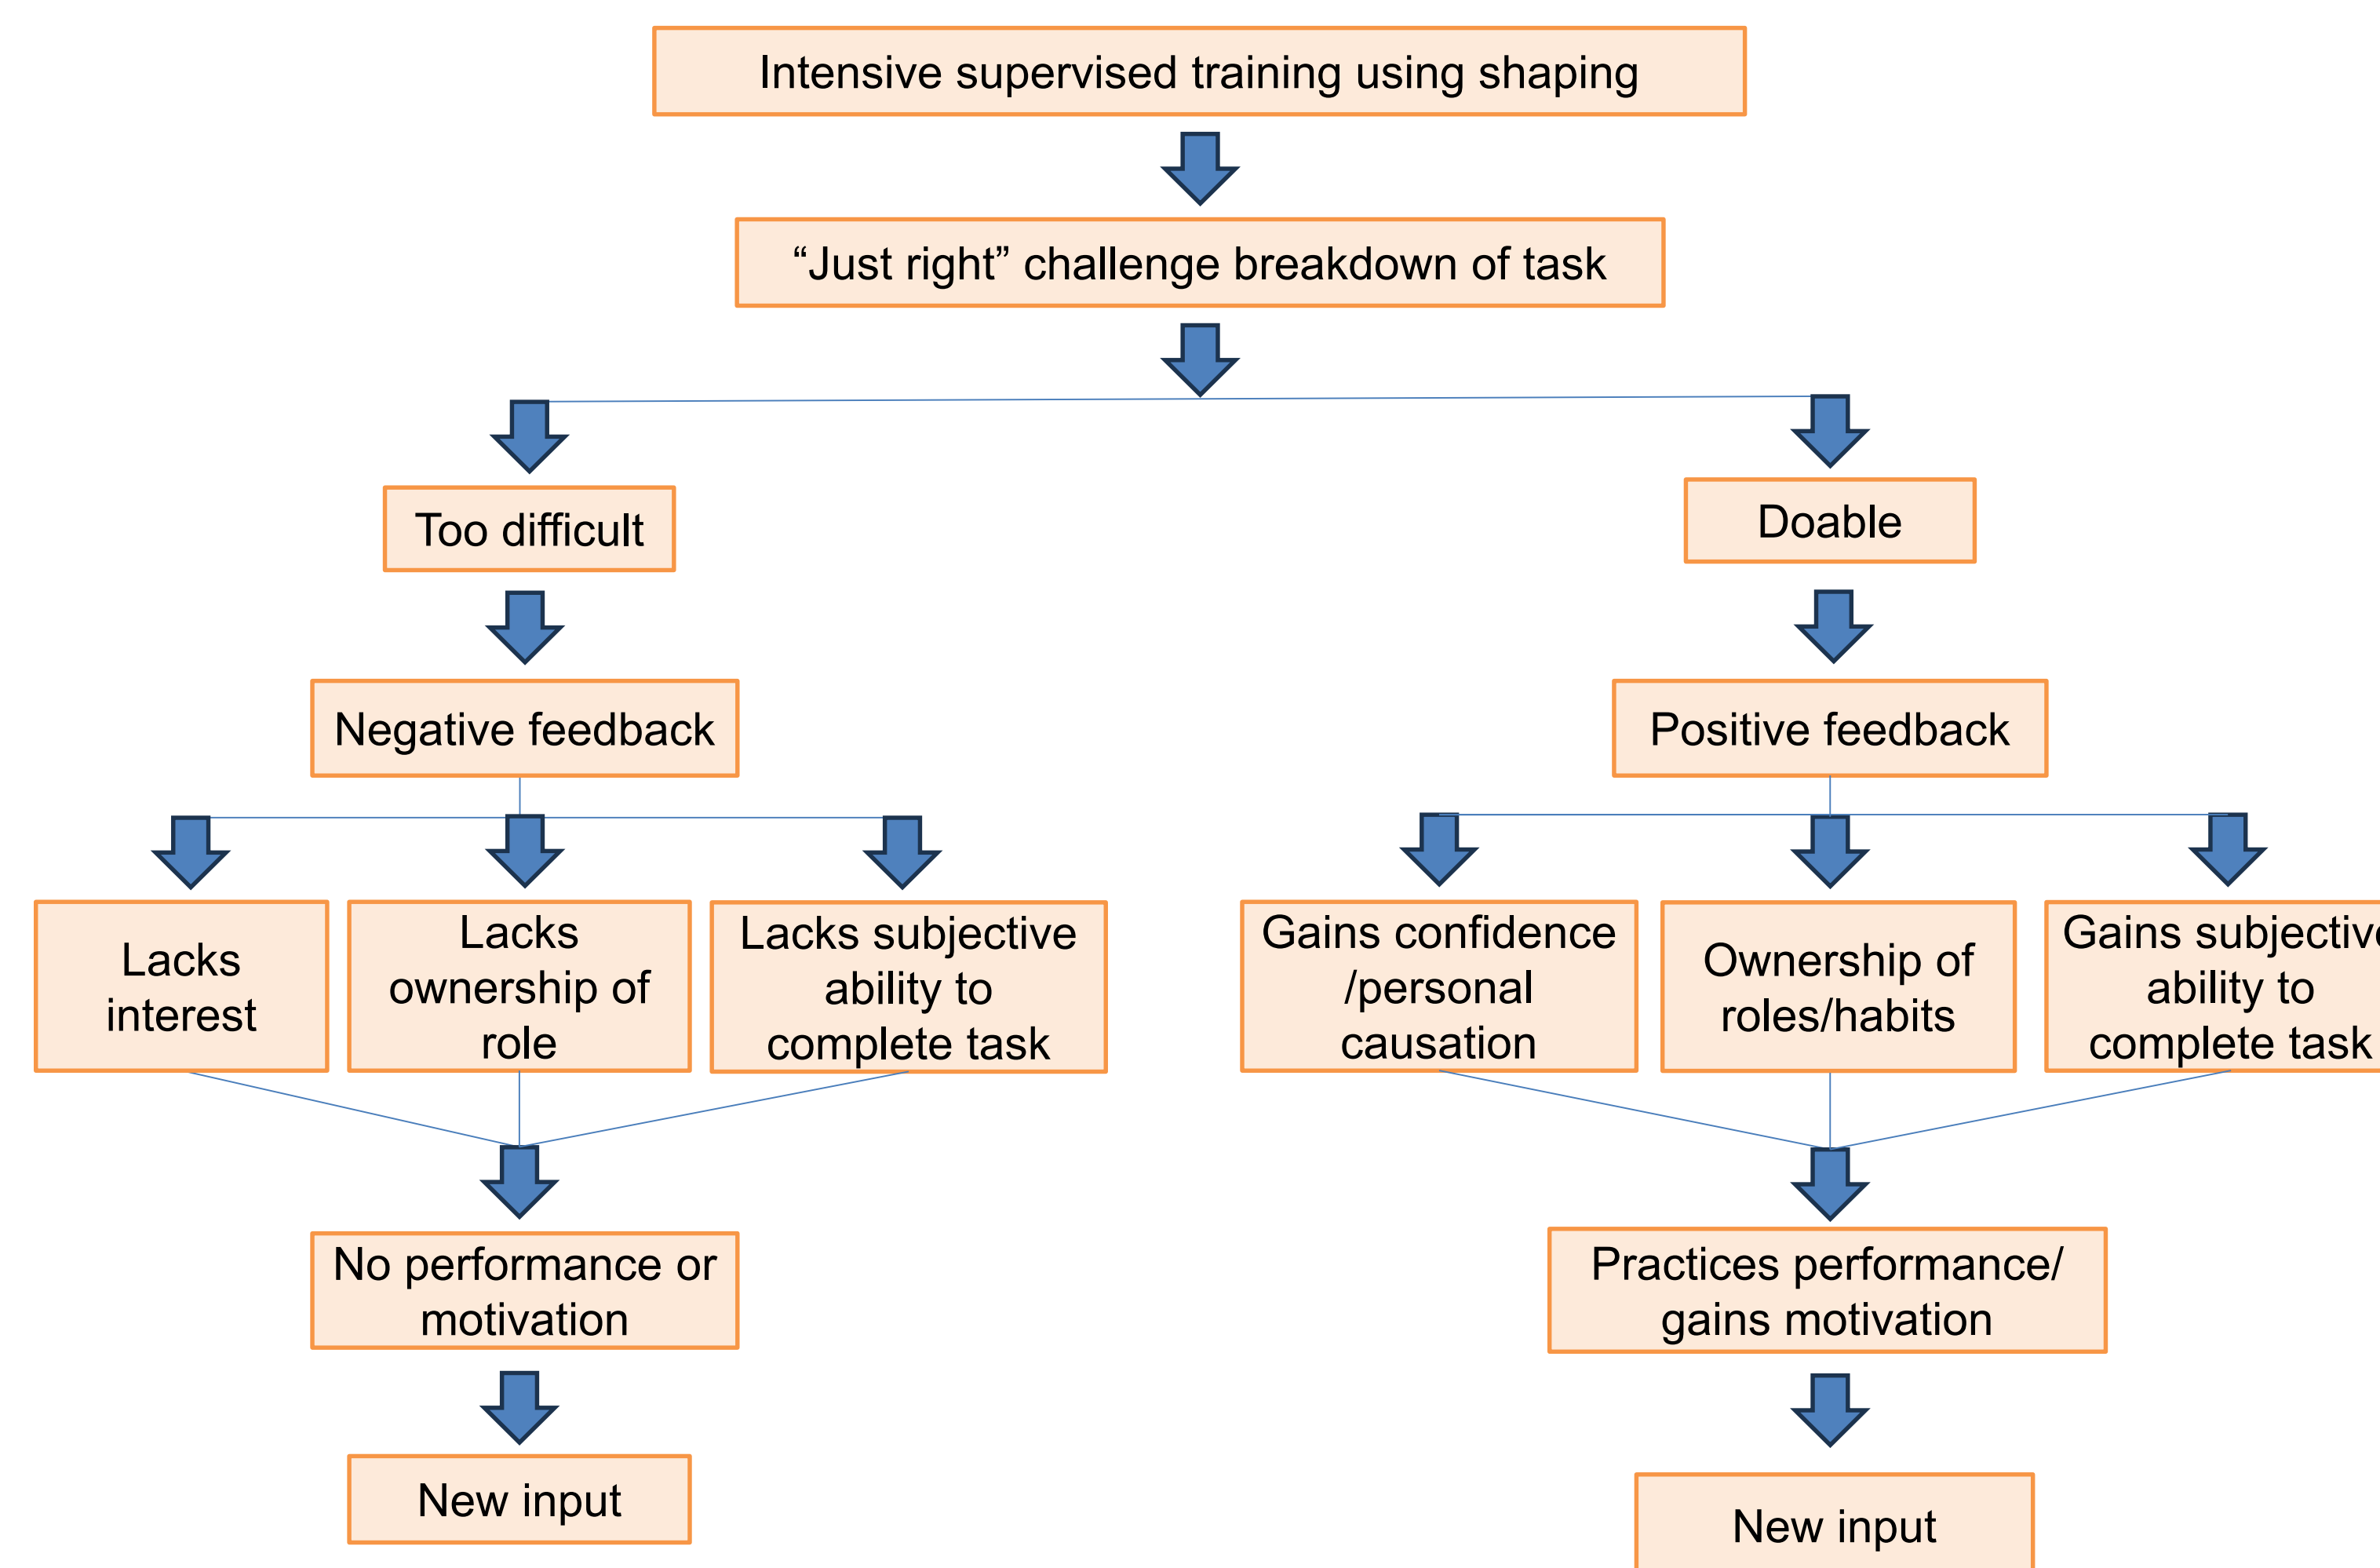 Intensive supervised training using shaping
“Just right” challenge breakdown of task
Too difficult
Doable
Negative feedback
Positive feedback
Lacks
interest
Lacks
ownership of
role
Lacks subjective
ability to
complete task
Gains confidence
/personal
causation
Ownership of
roles/habits
Gains subjective
ability to
complete task
No performance or
motivation
Practices performance/
gains motivation
New input
New input